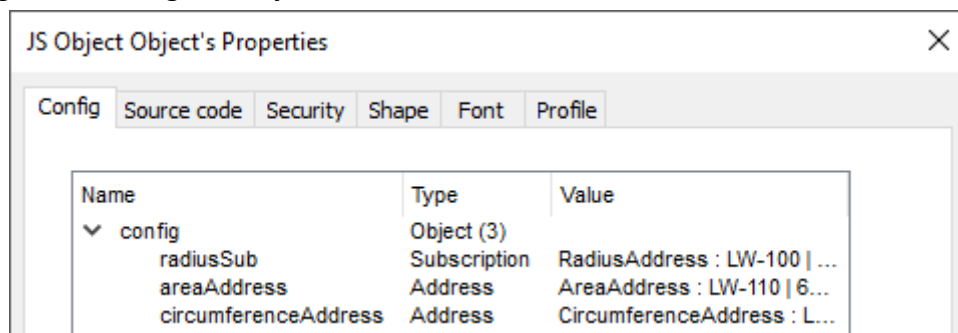 JS Object Object's Properties
Config Source code Security Shape Font Profile
Name Type Value
config Object (3)
radiusSub Subscription RadiusAddress : LW-100 | ...
areaAddress Address AreaAddress : LW-110 | 6...
circumferenceAddress Address CircumferenceAddress : L...